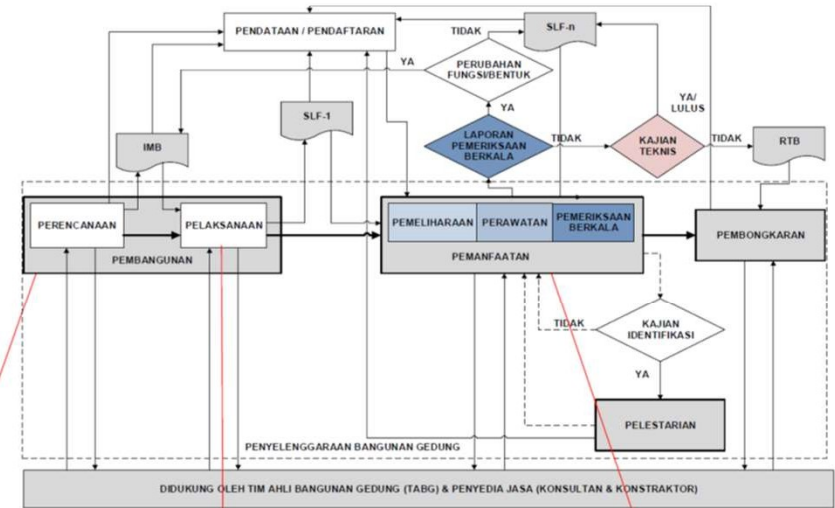 PENDATAAN / PENDAFTARAN
TIDAK
SLF-n
YA
PERUBAHAN
FUNGSI/BENTUK
SLF-1
YA
YA/
LULUS
IMB
LAPORAN
PEMERIKSAAN
BERKALA
TIDAK
KAJIAN
TEKNIS
TIDAK
RTB
PERENCANAAN
PELAKSANAAN
PEMBANGUNAN
PEMELIHARAAN
PERAWATAN
PEMERIKSAAN
BERKALA
PEMANFAATAN
PEMBONGKARAN
TIDAK
KAJIAN
IDENTIFIKASI
YA
PELESTARIAN
PENYELENGGARAAN BANGUNAN GEDUNG
DIDUKUNG OLEH TIM AHLI BANGUNAN GEDUNG (TABG) & PENYEDIA JASA (KONSULTAN & KONSTRAKTOR)